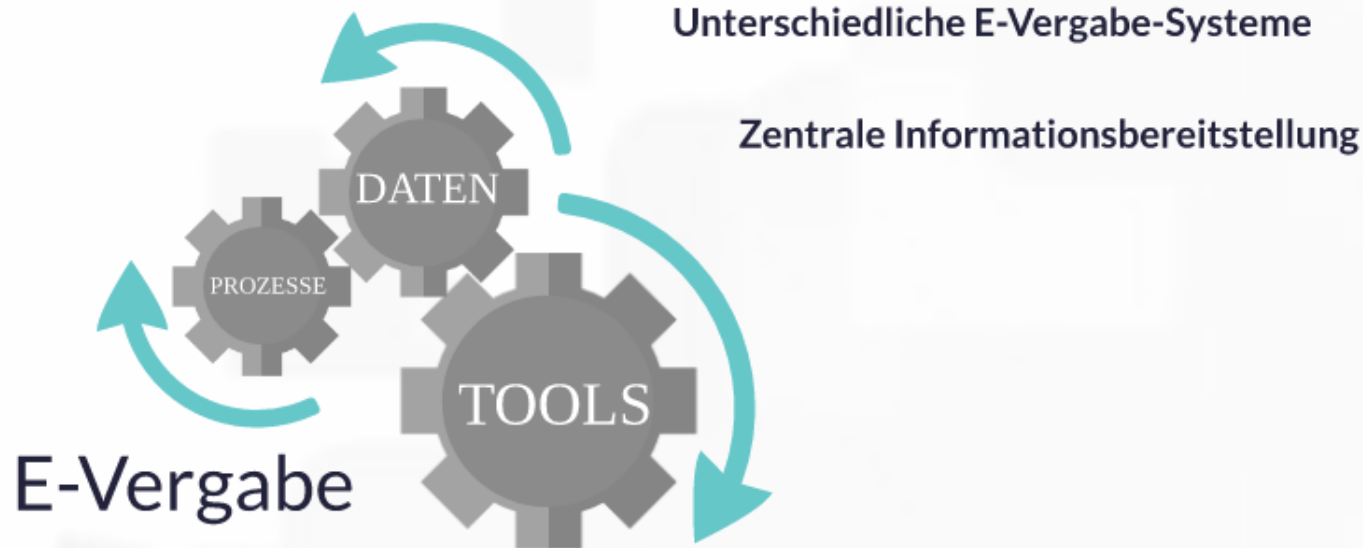 Unterschiedliche E-Vergabe-Systeme
Zentrale Informationsbereitstellung
DATEN
PROZESSE
TOOLS
E-Vergabe